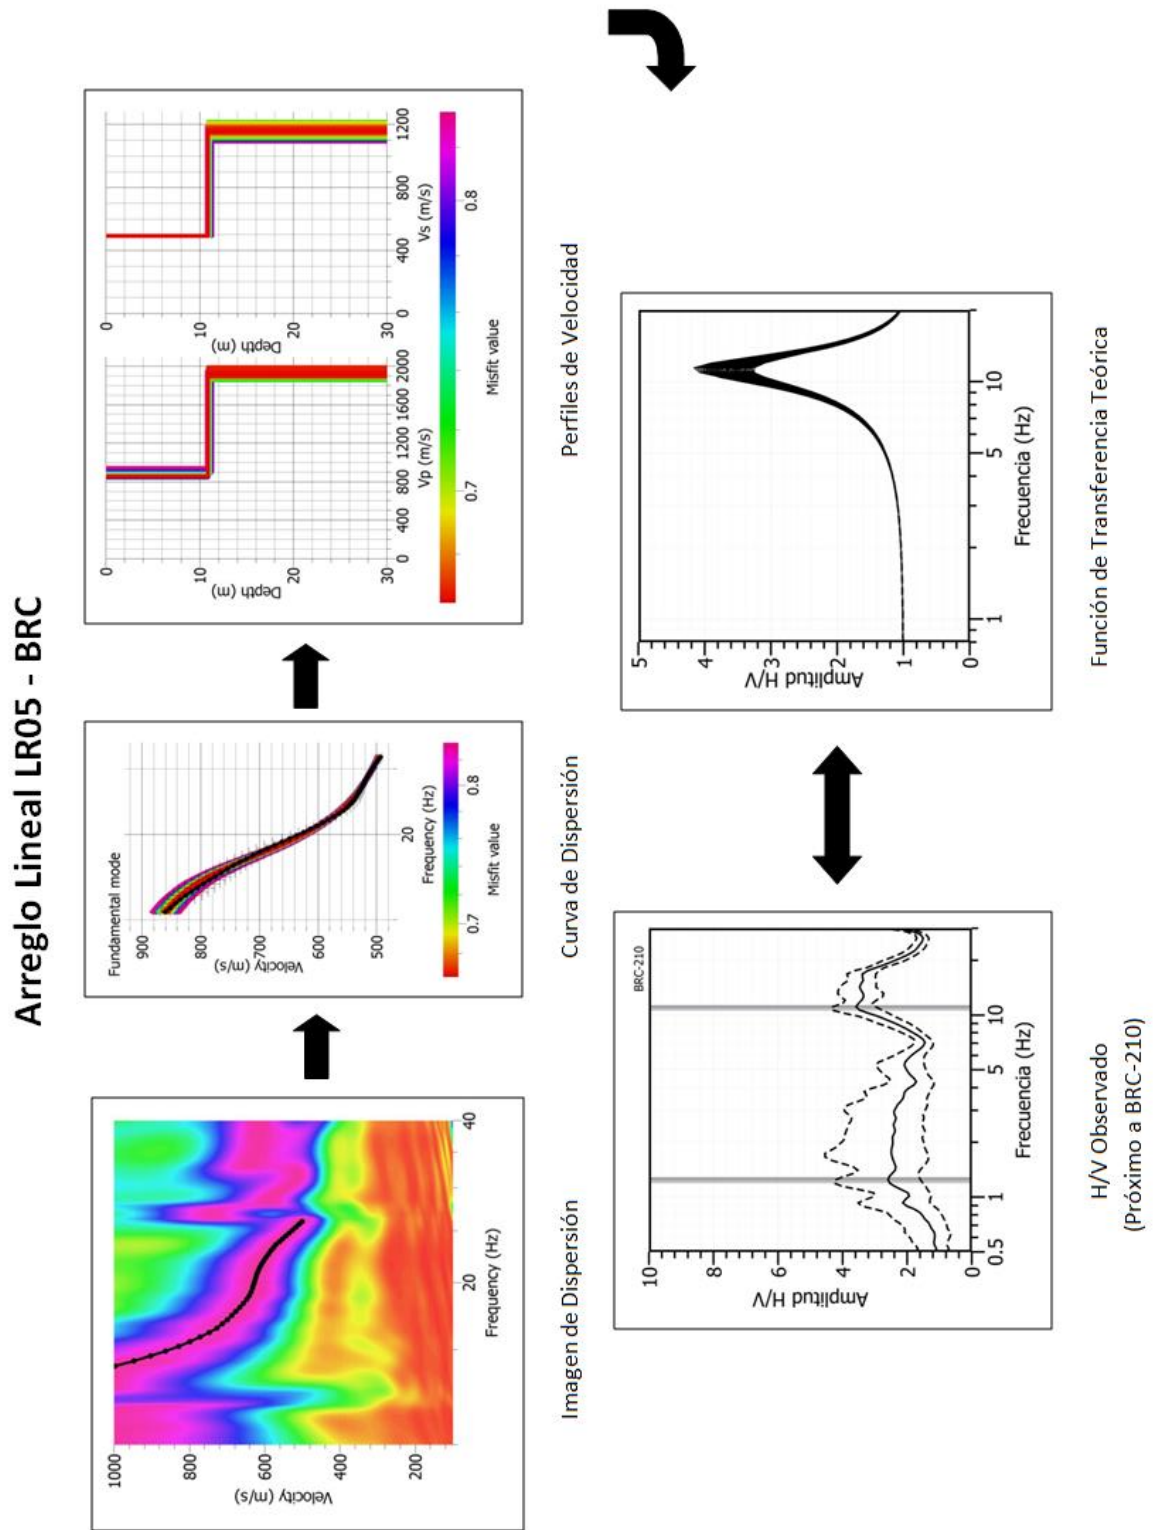 Arreglo Lineal LR05 - BRC
1000
800
600
400
200
Velocity (m/s)
20
40
Frequency (Hz)
Imagen de Dispersión
Fundamental mode
900
800
700
600
500
Velocity (m/s)
20
Frequency (Hz)
0.7
0.8
Misfit value
Curva de Dispersión
0
10
20
30
Depth (m)
0
400
800
1200
1600
2000
Vp (m/s)
0
10
20
30
Depth (m)
0
400
800
1200
Vs (m/s)
0.7
0.8
Misfit value
Perfiles de Velocidad
BRC-210
10
8
6
4
2
0
Amplitud H/V
0.5
1
5
10
Frecuencia (Hz)
H/V Observado
(Próximo a BRC-210)
5
4
3
2
1
0
Amplitud H/V
1
5
10
Frecuencia (Hz)
Función de Transferencia Teórica